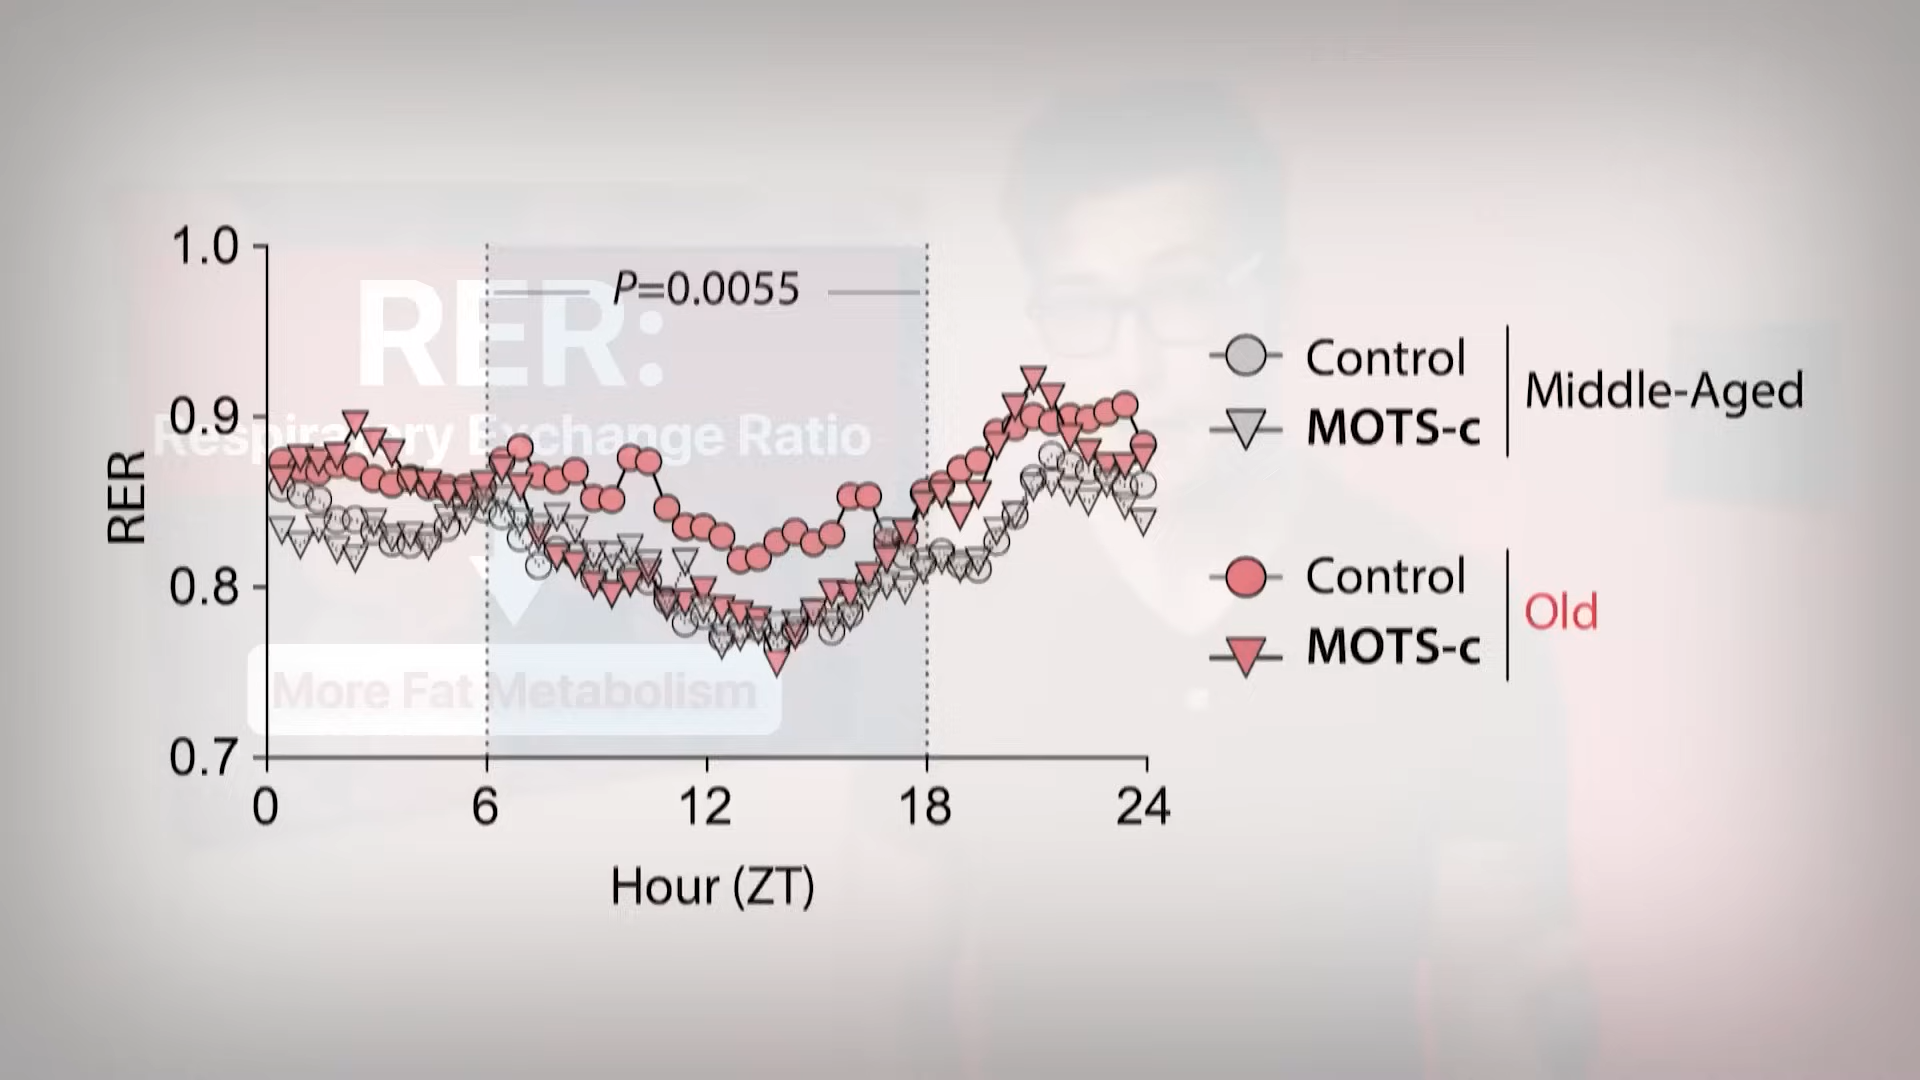 1.0
P=0.0055
RER:
0.9
Respiratory Exchange Ratio
RER
0.8
More Fat Metabolism
0.7
0 6 12 18 24
Hour (ZT)
Control
MOTS-c
Middle-Aged
Control
MOTS-c
Old